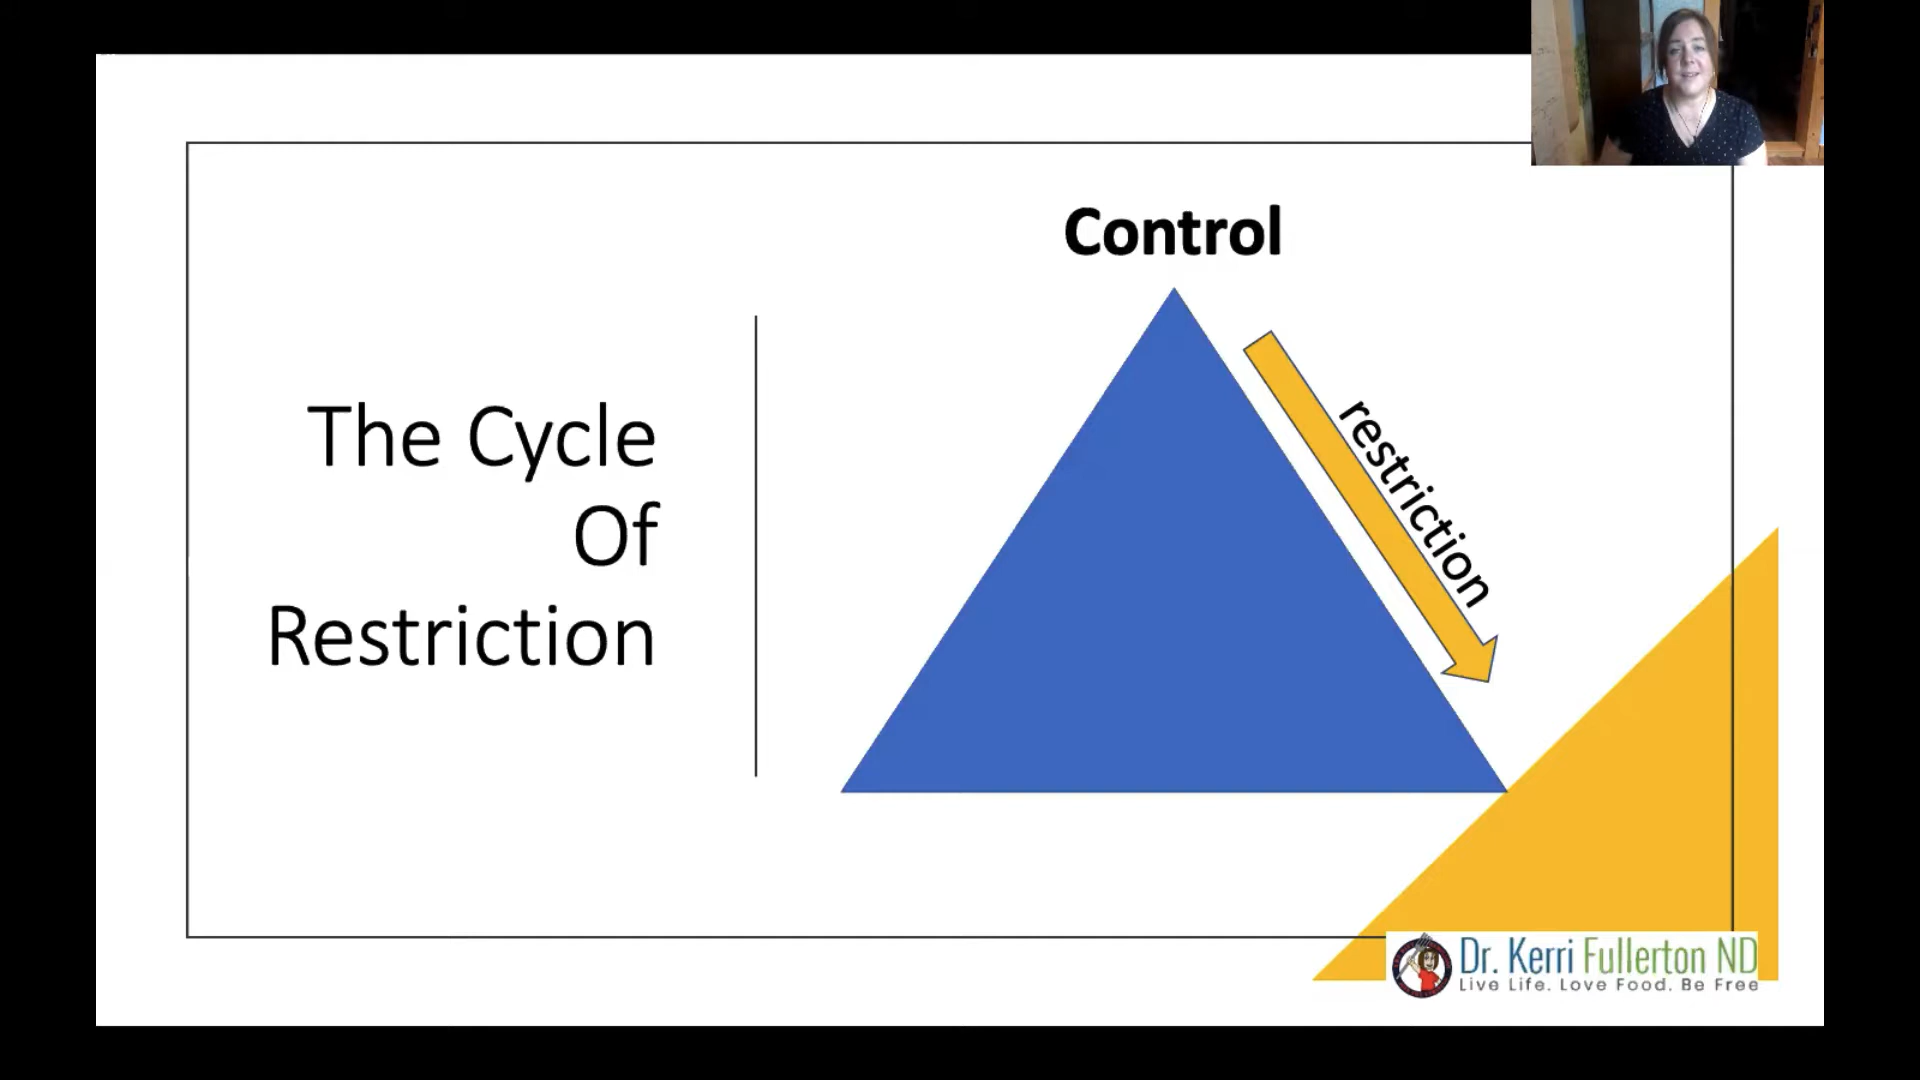 The Cycle
Of
Restriction
Control
restriction
Dr. Kerri Fullerton ND
Live Life. Love Food. Be Free